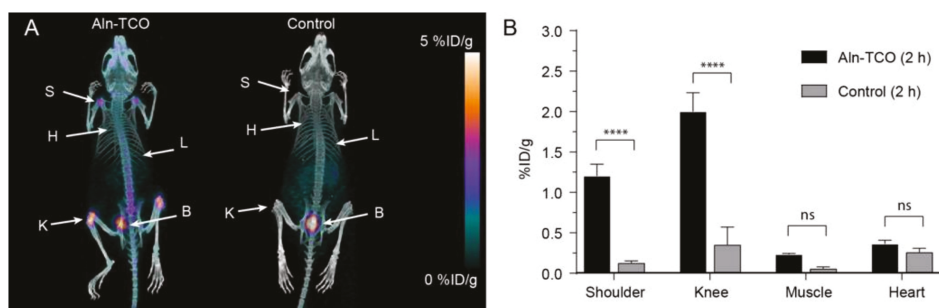 A
Aln-TCO
Control
5 %ID/g
S
S
H
H
L
L
K
B
K
B
0 %ID/g
B
%ID/g
3.0
2.5
2.0
1.5
1.0
0.5
0.0
Aln-TCO (2 h)
Control (2 h)
****
****
ns
ns
Shoulder
Knee
Muscle
Heart